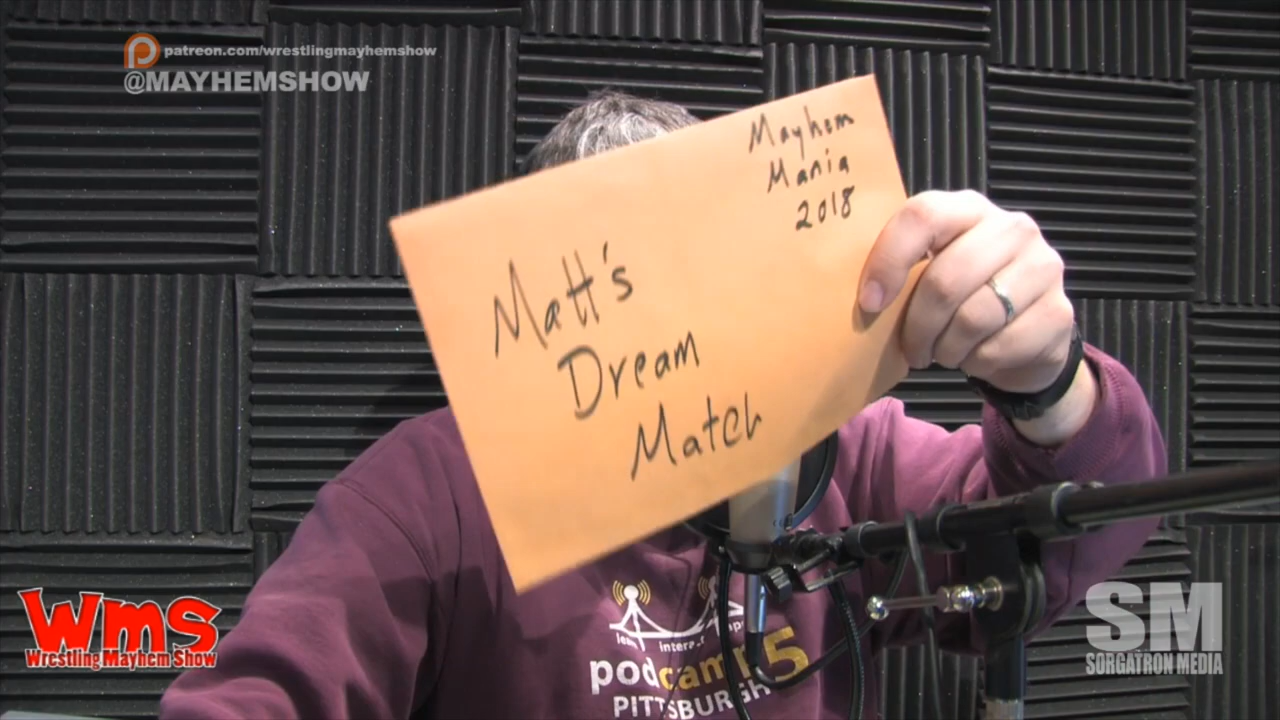 patreon.com/wrestlingmayhemshow
@MAYHEMSHOW
Mayhem
Mania
2018
Matt's
Dream
Match
podcamp5
PITTSBURGH
WMS
Wrestling Mayhem Show
SM
SORGATRON MEDIA